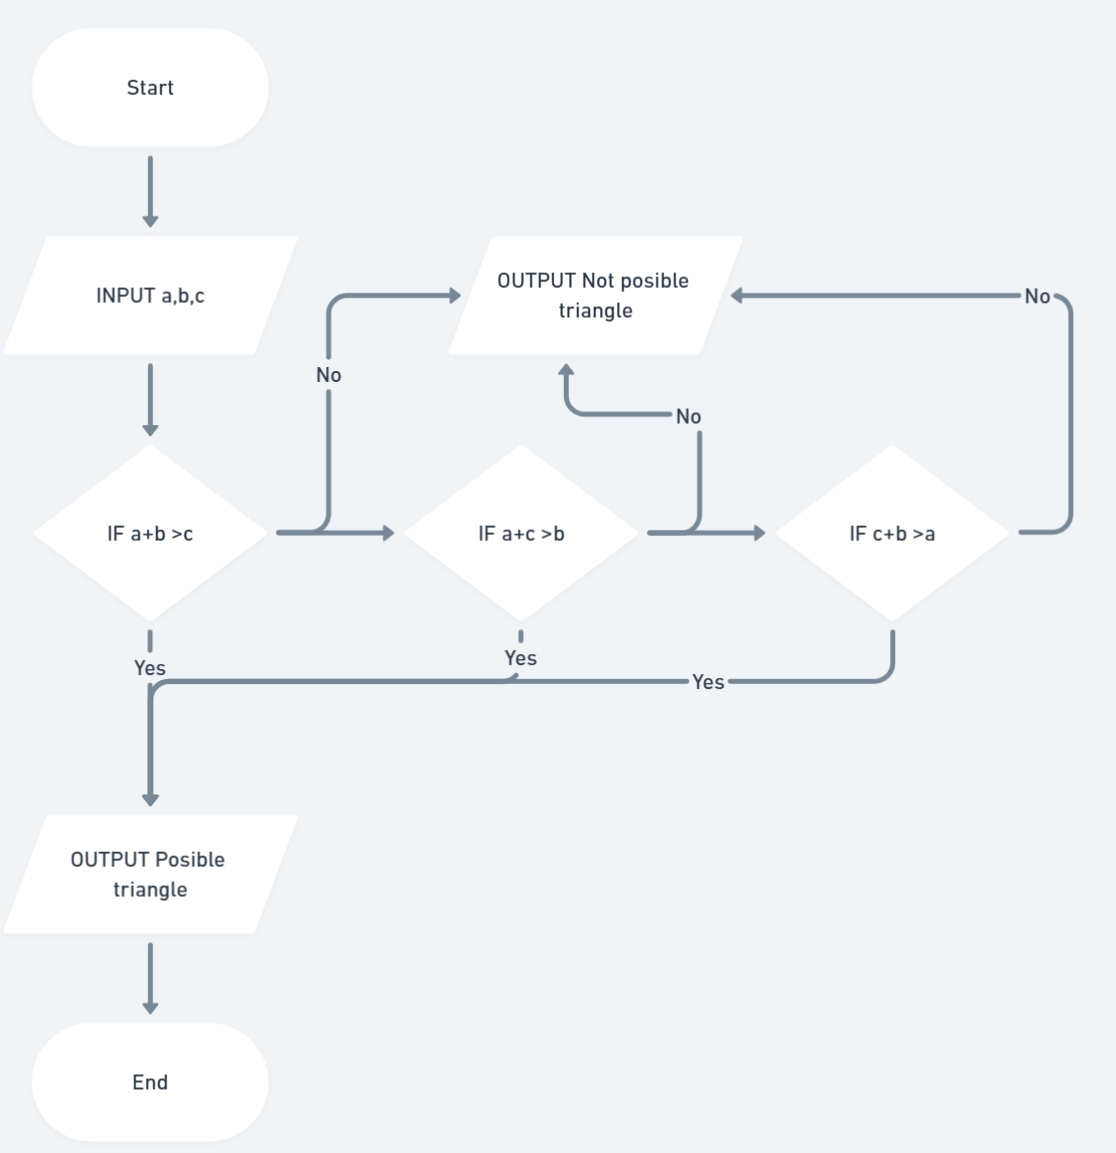 Start
INPUT a,b,c
OUTPUT Not posible
triangle
No
No
No
IF a+b >c
IF a+c >b
IF c+b >a
Yes
Yes
Yes
OUTPUT Posible
triangle
End